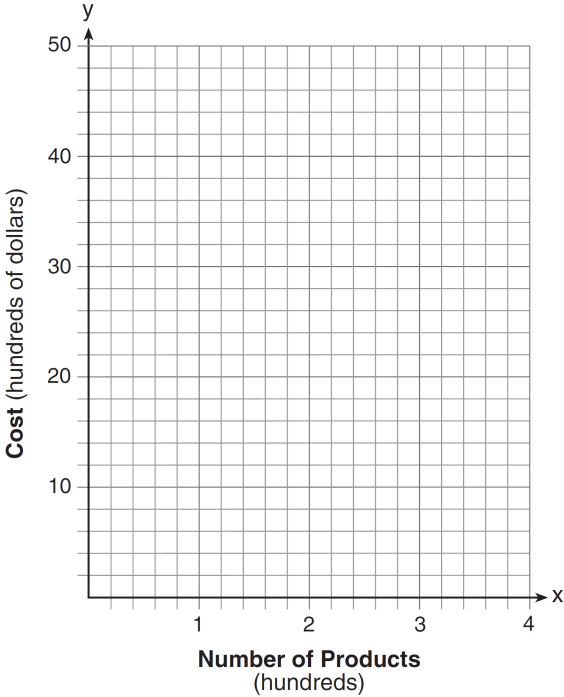 y
50
40
30
20
10
Cost (hundreds of dollars)
x
1 2 3 4
Number of Products
(hundreds)